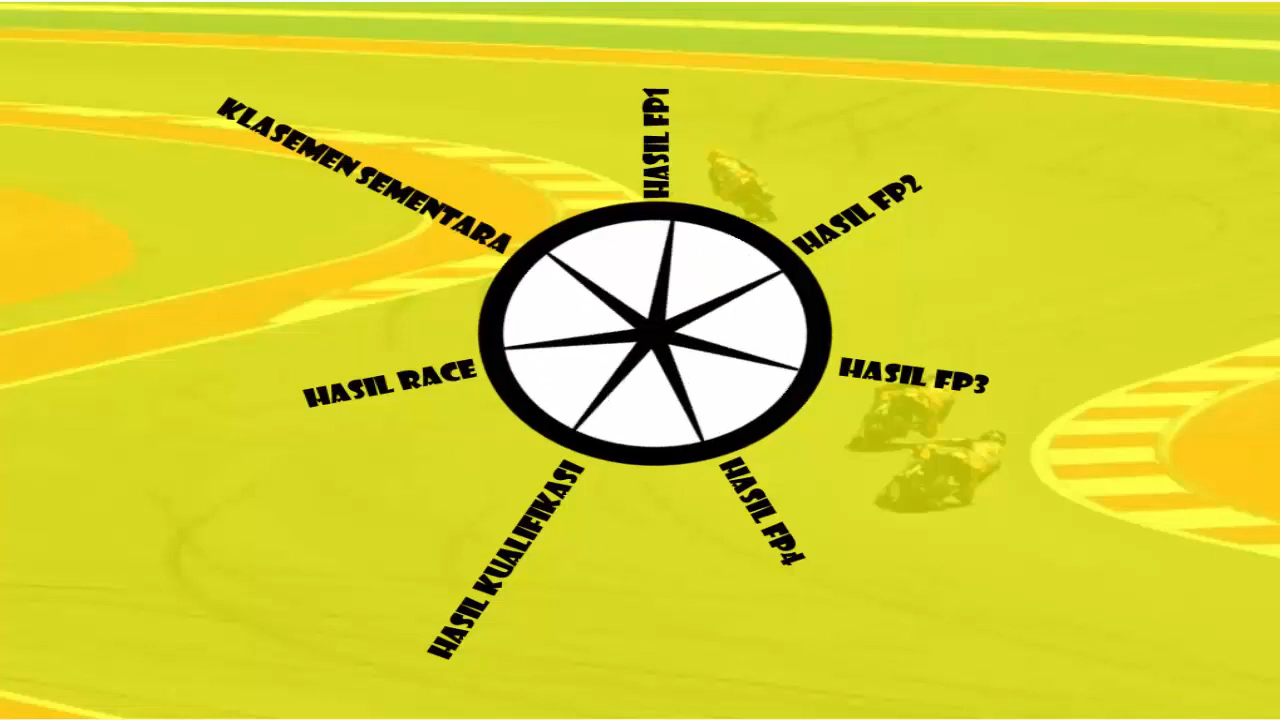 HASIL FP1
HASIL FP2
HASIL FP3
HASIL FP4
HASIL KUALIFIKASI
HASIL RACE
KLASEMEN SEMENTARA